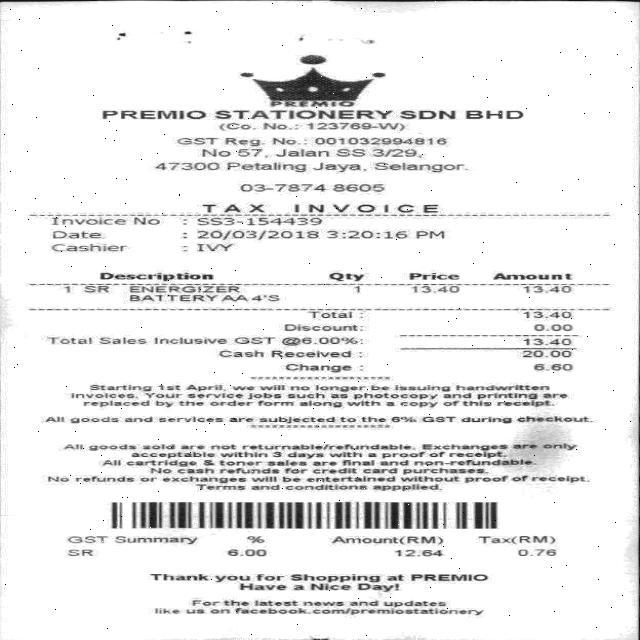 PREMIO
PREMIO STATIONERY SDN BHD
(Co. No.: 123769-W)
GST Reg. No.: 001032994816
No 57, Jalan SS 3/29,
47300 Petaling Jaya, Selangor.
03-7874 8605
TAX INVOICE
Invoice No : SS3-154439
Date : 20/03/2018 3:20:16 PM
Cashier : IVY
Description Qty Price Amount
1 SR ENERGIZER 1 13.40 13.40
BATTERY AA 4'S
Total : 13.40
Discount: 0.00
Total Sales Inclusive GST @6.00%: 13.40
Cash Received : 20.00
Change : 6.60
Starting 1st April, we will no longer be issuing handwritten
invoices. Your service jobs such as photocopy and printing are
replaced by the order form along with a copy of this receipt.
All goods and services are subjected to the 6% GST during checkout.
All goods sold are not returnable/refundable. Exchanges are only
acceptable within 3 days with a proof of receipt.
All cartridge & toner sales are final and non-refundable.
No cash refunds for credit card purchases.
No refunds or exchanges will be entertained without proof of receipt.
Terms and conditions appplied.
GST Summary % Amount(RM) Tax(RM)
SR 6.00 12.64 0.76
Thank you for Shopping at PREMIO
Have a Nice Day!
For the latest news and updates
like us on facebook.com/premiostationery